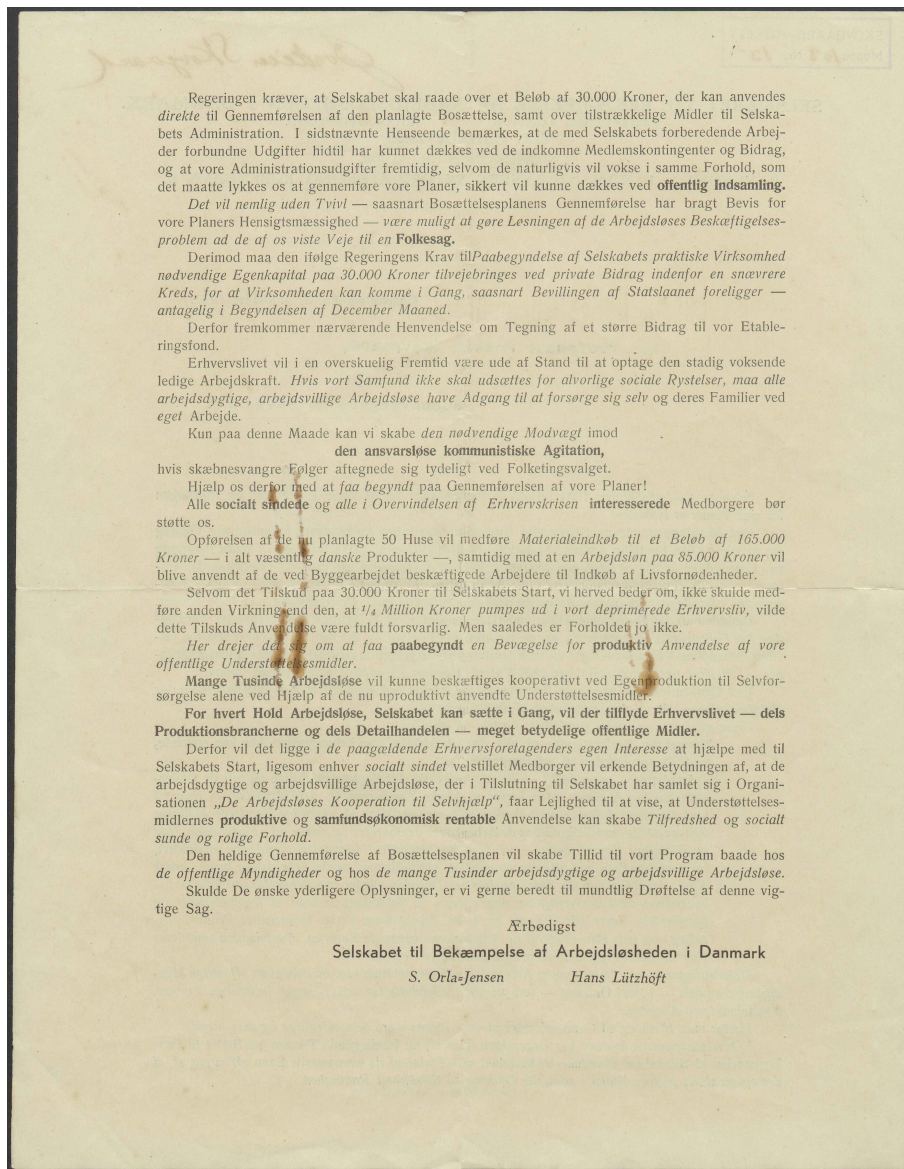 Regeringen kræver, at Selskabet skal raade over et Beløb af 30.000 Kroner, der kan anvendes
direkte til Gennemførelsen af den planlagte Bosættelse, samt over tilstrækkelige Midler til Selska-
bets Administration. I sidstnævnte Henseende bemærkes, at de med Selskabets forberedende Arbej-
der forbundne Udgifter hidtil har kunnet dækkes ved de indkomne Medlemskontingenter og Bidrag,
og at vore Administrationsudgifter fremtidig, selvom de naturligvis vil vokse i samme Forhold, som
det maatte lykkes os at gennemføre vore Planer, sikkert vil kunne dækkes ved offentlig Indsamling.
Det vil nemlig uden Tvivl — saasnart Bosættelsesplanens Gennemførelse har bragt Bevis for
vore Planers Hensigtsmæssighed — være muligt at gøre Løsningen af de Arbejdsløses Beskæftigelses-
problem ad de af os viste Veje til en Folkesag.
Derimod maa den ifølge Regeringens Krav tilPaabegyndelse af Selskabets praktiske Virksomhed
nødvendige Egenkapital paa 30.000 Kroner tilvejebringes ved private Bidrag indenfor en snævrere
Kreds, for at Virksomheden kan komme i Gang, saasnart Bevillingen af Statslaanet foreligger —
antagelig i Begyndelsen af December Maaned.
Derfor fremkommer nærværende Henvendelse om Tegning af et større Bidrag til vor Etable-
ringsfond.
Erhvervslivet vil i en overskuelig Fremtid være ude af Stand til at optage den stadig voksende
ledige Arbejdskraft. Hvis vort Samfund ikke skal udsættes for alvorlige sociale Rystelser, maa alle
arbejdsdygtige, arbejdsvillige Arbejdsløse have Adgang til at forsørge sig selv og deres Familier ved
eget Arbejde.
Kun paa denne Maade kan vi skabe den nødvendige Modvægt imod
den ansvarsløse kommunistiske Agitation,
hvis skæbnesvangre Følger aftegnede sig tydeligt ved Folketingsvalget.
Hjælp os derfor med at faa begyndt paa Gennemførelsen af vore Planer!
Alle socialt sindede og alle i Overvindelsen af Erhvervskrisen interesserede Medborgere bør
støtte os.
Opførelsen af de nu planlagte 50 Huse vil medføre Materialeindkøb til et Beløb af 165.000
Kroner — i alt væsentlig danske Produkter —, samtidig med at en Arbejdsløn paa 85.000 Kroner vil
blive anvendt af de ved Byggearbejdet beskæftigede Arbejdere til Indkøb af Livsfornødenheder.
Selvom det Tilskud paa 30.000 Kroner til Selskabets Start, vi herved beder om, ikke skulde med-
føre anden Virkning end den, at ¼ Million Kroner pumpes ud i vort deprimerede Erhvervsliv, vilde
dette Tilskuds Anvendelse være fuldt forsvarlig. Men saaledes er Forholdet jo ikke.
Her drejer det sig om at faa paabegyndt en Bevægelse for produktiv Anvendelse af vore
offentlige Understøttelsesmidler.
Mange Tusinde Arbejdsløse vil kunne beskæftiges kooperativt ved Egenproduktion til Selvfor-
sørgelse alene ved Hjælp af de nu uproduktivt anvendte Understøttelsesmidler.
For hvert Hold Arbejdsløse, Selskabet kan sætte i Gang, vil der tilflyde Erhvervslivet — dels
Produktionsbrancherne og dels Detailhandelen — meget betydelige offentlige Midler.
Derfor vil det ligge i de paagældende Erhvervsforetagenders egen Interesse at hjælpe med til
Selskabets Start, ligesom enhver socialt sindet velstillet Medborger vil erkende Betydningen af, at de
arbejdsdygtige og arbejdsvillige Arbejdsløse, der i Tilslutning til Selskabet har samlet sig i Organi-
sationen „De Arbejdsløses Kooperation til Selvhjælp“, faar Lejlighed til at vise, at Understøttelses-
midlernes produktive og samfundsøkonomisk rentable Anvendelse kan skabe Tilfredshed og socialt
sunde og rolige Forhold.
Den heldige Gennemførelse af Bosættelsesplanen vil skabe Tillid til vort Program baade hos
de offentlige Myndigheder og hos de mange Tusinder arbejdsdygtige og arbejdsvillige Arbejdsløse.
Skulde De ønske yderligere Oplysninger, er vi gerne beredt til mundtlig Drøftelse af denne vig-
tige Sag.
Ærbødigst
Selskabet til Bekæmpelse af Arbejdsløsheden i Danmark
S. Orla-Jensen Hans Lützhöft